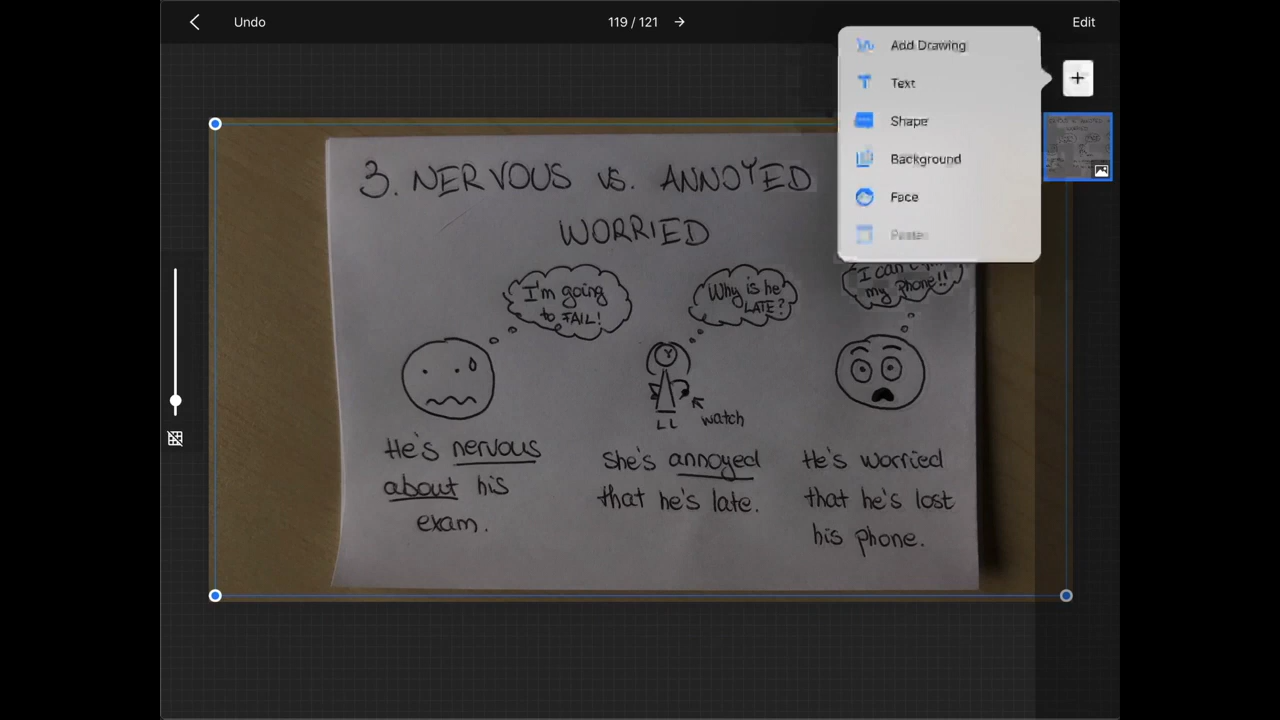 Undo
119 / 121
Edit
Add Drawing
Text
Shape
Background
Face
Paste
3. NERVOUS vs. ANNOYED
WORRIED
I'm going
to FAIL!
Why is he
LATE?
I can't
my phone!!
watch
He's nervous
about his
exam.
She's annoyed
that he's late.
He's worried
that he's lost
his phone.